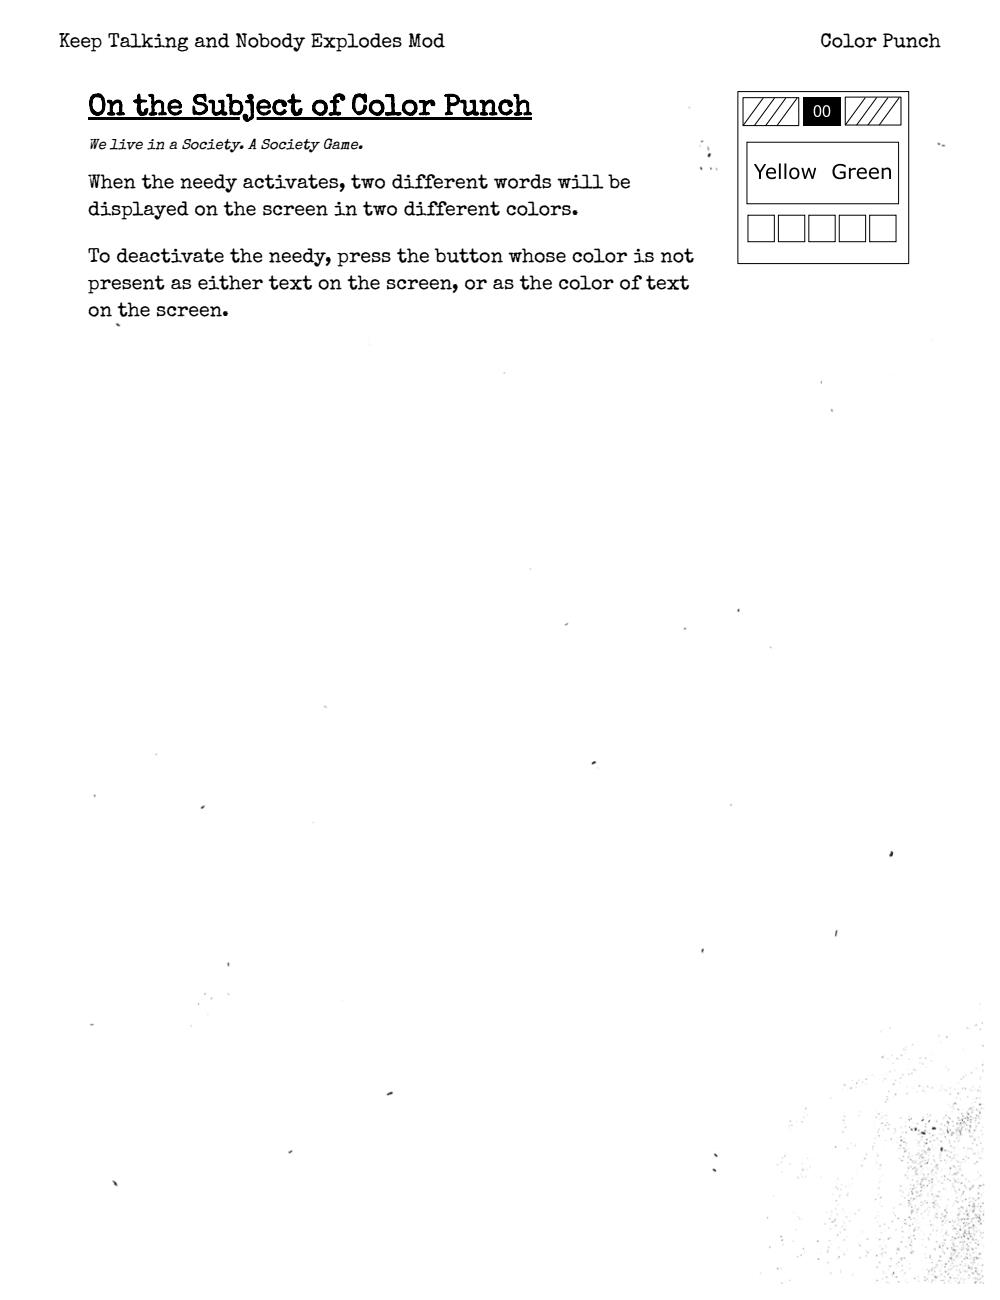 Keep Talking and Nobody Explodes Mod
Color Punch
On the Subject of Color Punch
We live in a Society. A Society Game.
When the needy activates, two different words will be
displayed on the screen in two different colors.
To deactivate the needy, press the button whose color is not
present as either text on the screen, or as the color of text
on the screen.
00
Yellow Green